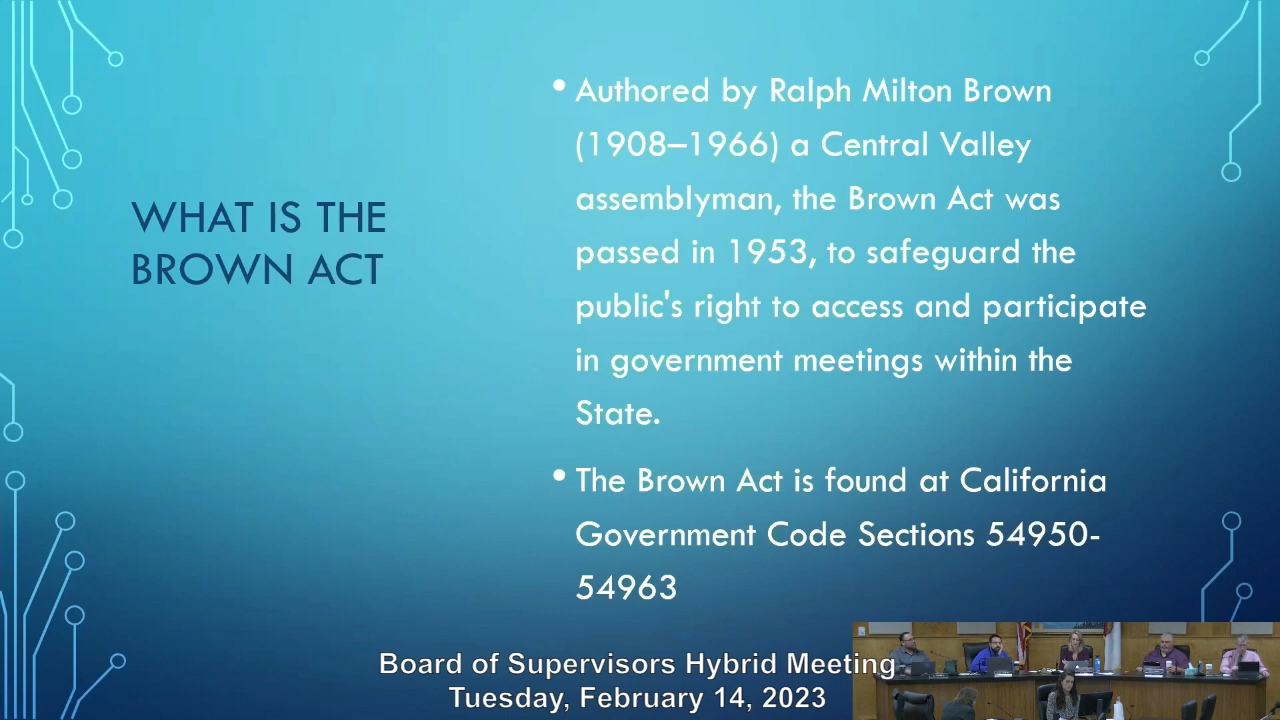 WHAT IS THE
BROWN ACT
• Authored by Ralph Milton Brown
(1908–1966) a Central Valley
assemblyman, the Brown Act was
passed in 1953, to safeguard the
public's right to access and participate
in government meetings within the
State.
• The Brown Act is found at California
Government Code Sections 54950-
54963
Board of Supervisors Hybrid Meeting
Tuesday, February 14, 2023